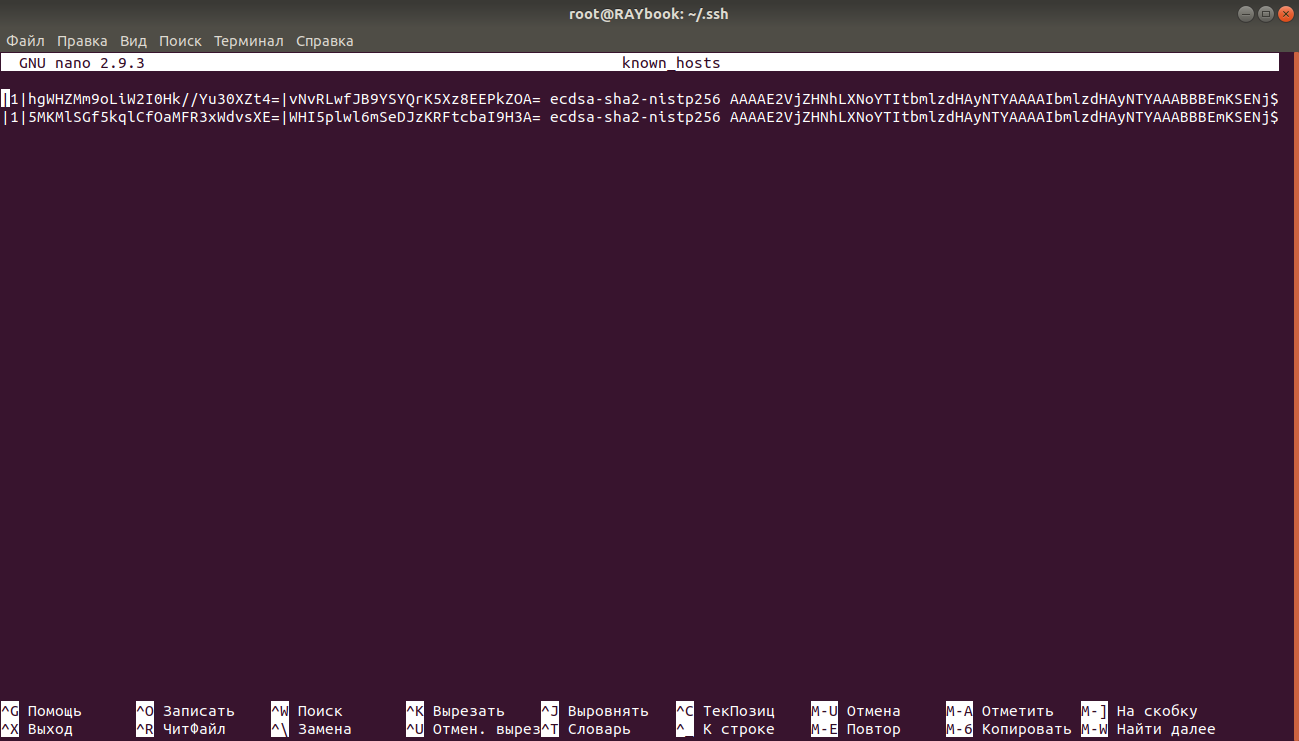 root@RAYbook: ~/.ssh
Файл Правка Вид Поиск Терминал Справка
GNU nano 2.9.3 known_hosts
|1|hgWHZMm9oLiW2I0Hk//Yu30XZt4=|vNvRLwfJB9YSYQrK5Xz8EEPkZOA= ecdsa-sha2-nistp256 AAAAE2VjZHNhLXNoYTItbmlzdHAyNTYAAAAIbmlzdHAyNTYAAABBBEmKSENj$
|1|5MKMlSGf5kqlCfOaMFR3xWdvsXE=|WHI5plwl6mSeDJzKRFtcbaI9H3A= ecdsa-sha2-nistp256 AAAAE2VjZHNhLXNoYTItbmlzdHAyNTYAAAAIbmlzdHAyNTYAAABBBEmKSENj$
^G Помощь ^O Записать ^W Поиск ^K Вырезать ^J Выровнять ^C ТекПозиц M-U Отмена M-A Отметить M-] На скобку
^X Выход ^R ЧитФайл ^\ Замена ^U Отмен. вырез ^T Словарь ^_ К строке M-E Повтор M-6 Копировать M-W Найти далее